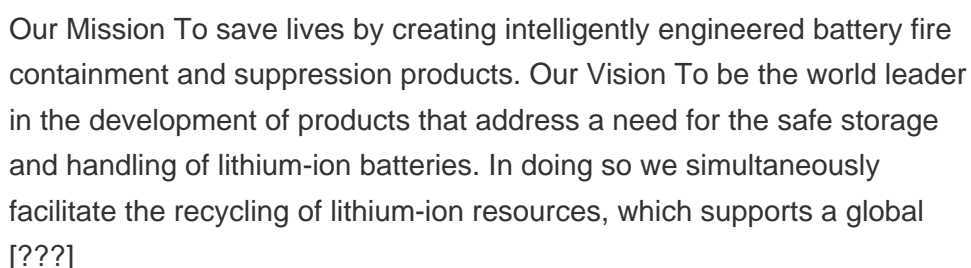 Our Mission To save lives by creating intelligently engineered battery fire
containment and suppression products. Our Vision To be the world leader
in the development of products that address a need for the safe storage
and handling of lithium-ion batteries. In doing so we simultaneously
facilitate the recycling of lithium-ion resources, which supports a global
[???]